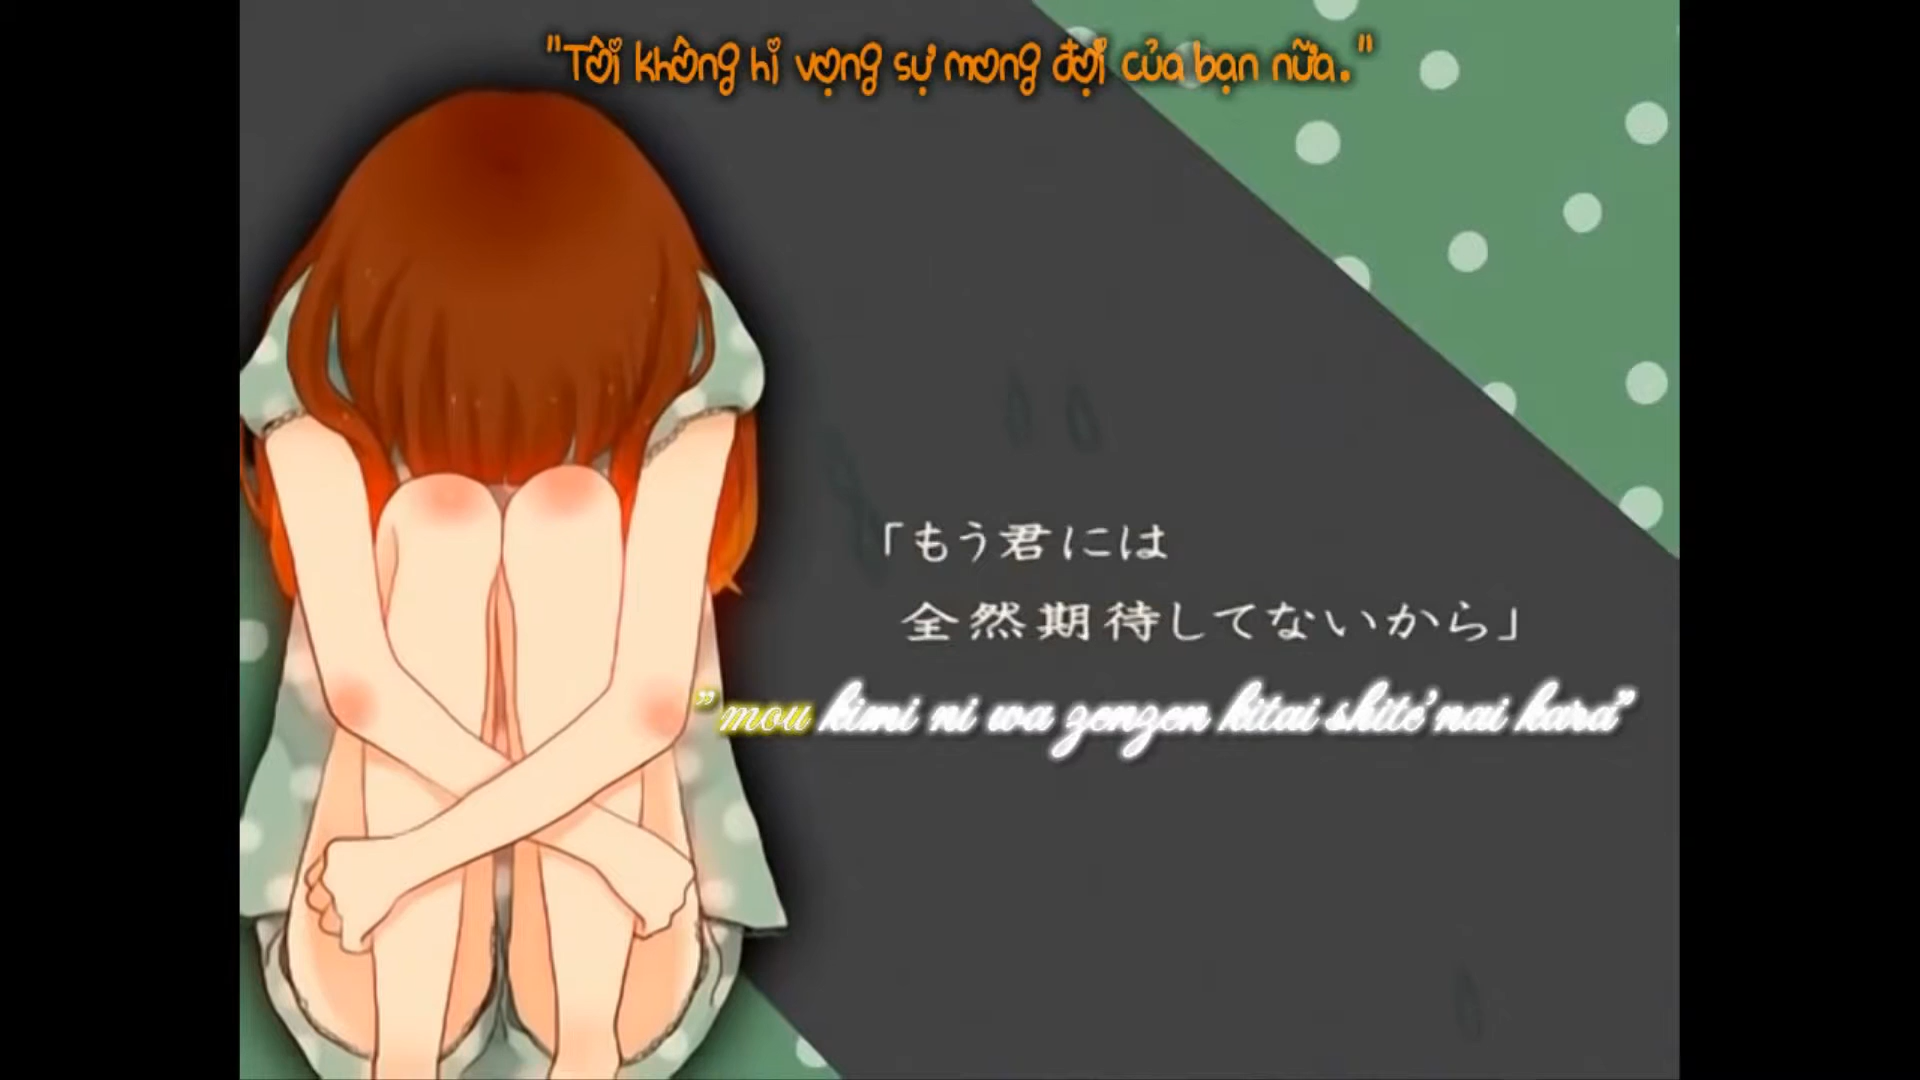 "Tôi không hi vọng sự mong đợi của bạn nữa."
「もう君には
全然期待してないから」
"mou kimi ni wa zenzen kitai shite'nai kara"